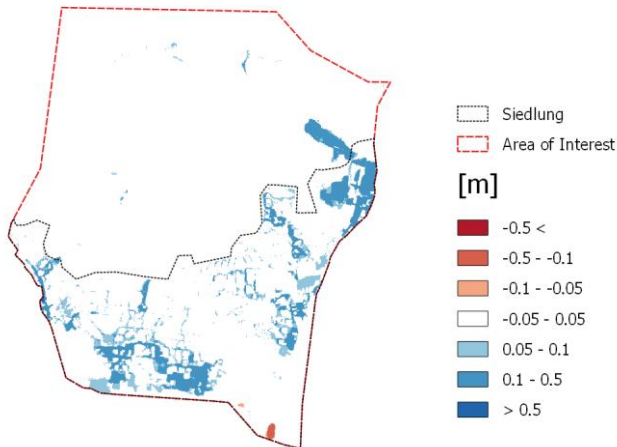 Siedlung
Area of Interest
[m]
-0.5 <
-0.5 - -0.1
-0.1 - -0.05
-0.05 - 0.05
0.05 - 0.1
0.1 - 0.5
> 0.5